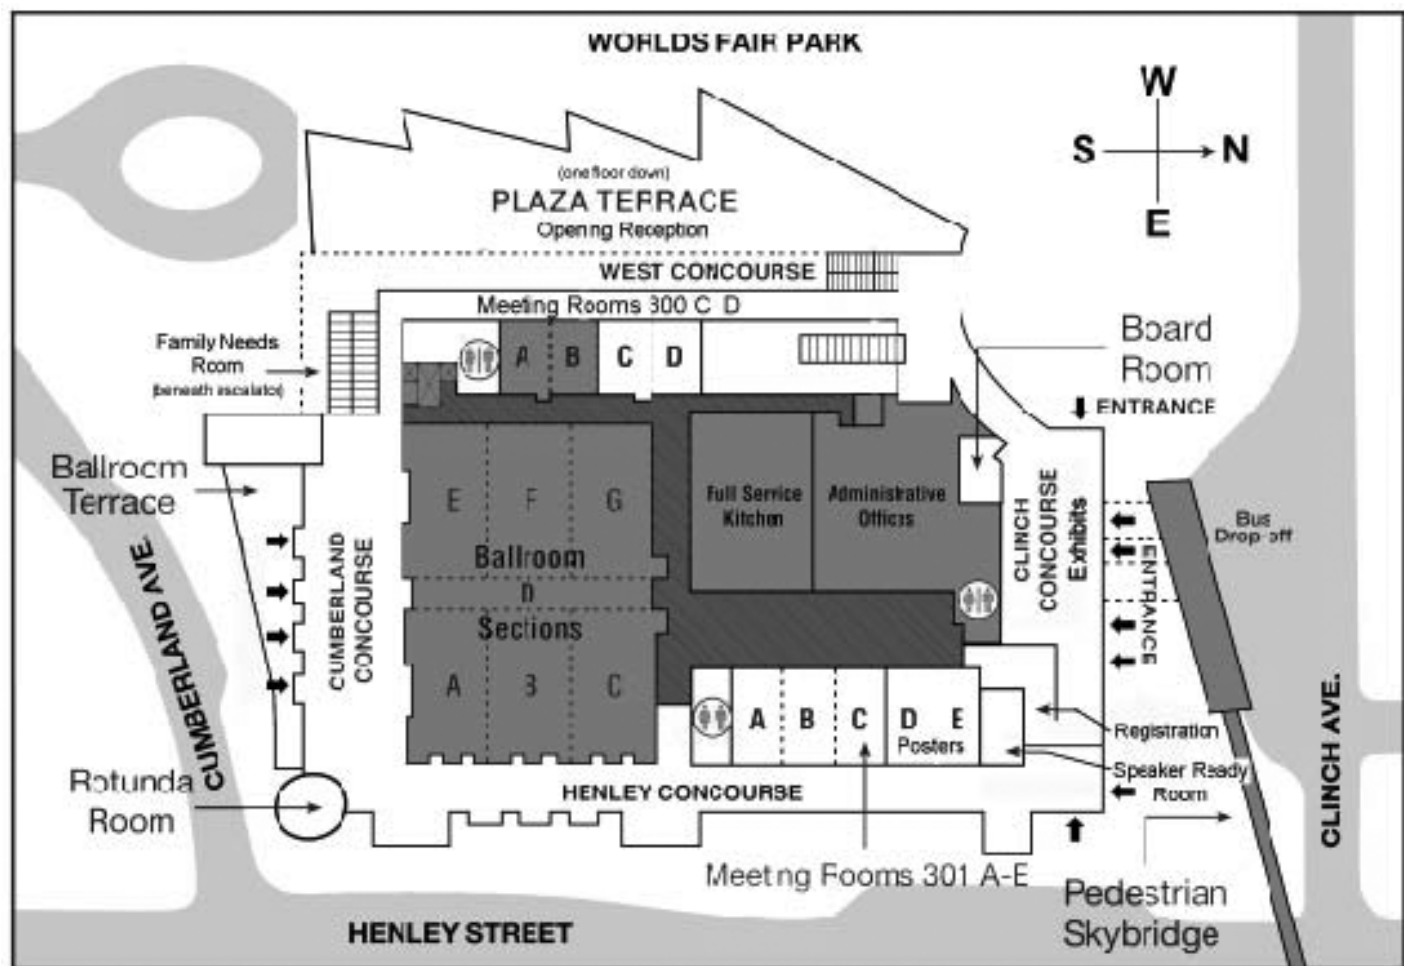 WORLDS FAIR PARK
W
S
N
E
(one floor down)
PLAZA TERRACE
Opening Reception
WEST CONCOURSE
Meeting Rooms 300 C D
Family Needs
Room
(beneath escalator)
A
B
C
D
Board
Room
ENTRANCE
Ballroom
Terrace
E
F
G
Full Service
Kitchen
Administrative
Offices
CLINCH
CONCOURSE
Exhibits
ENTRANCE
Bus
Drop-off
CUMBERLAND AVE.
CUMBERLAND
CONCOURSE
Ballroom
n
Sections
A
B
C
A
B
C
D
E
Posters
Registration
Speaker Ready
Room
CLINCH AVE.
Rotunda
Room
HENLEY CONCOURSE
Meet ng Fooms 301 A-E
Pedestrian
Skybridge
HENLEY STREET